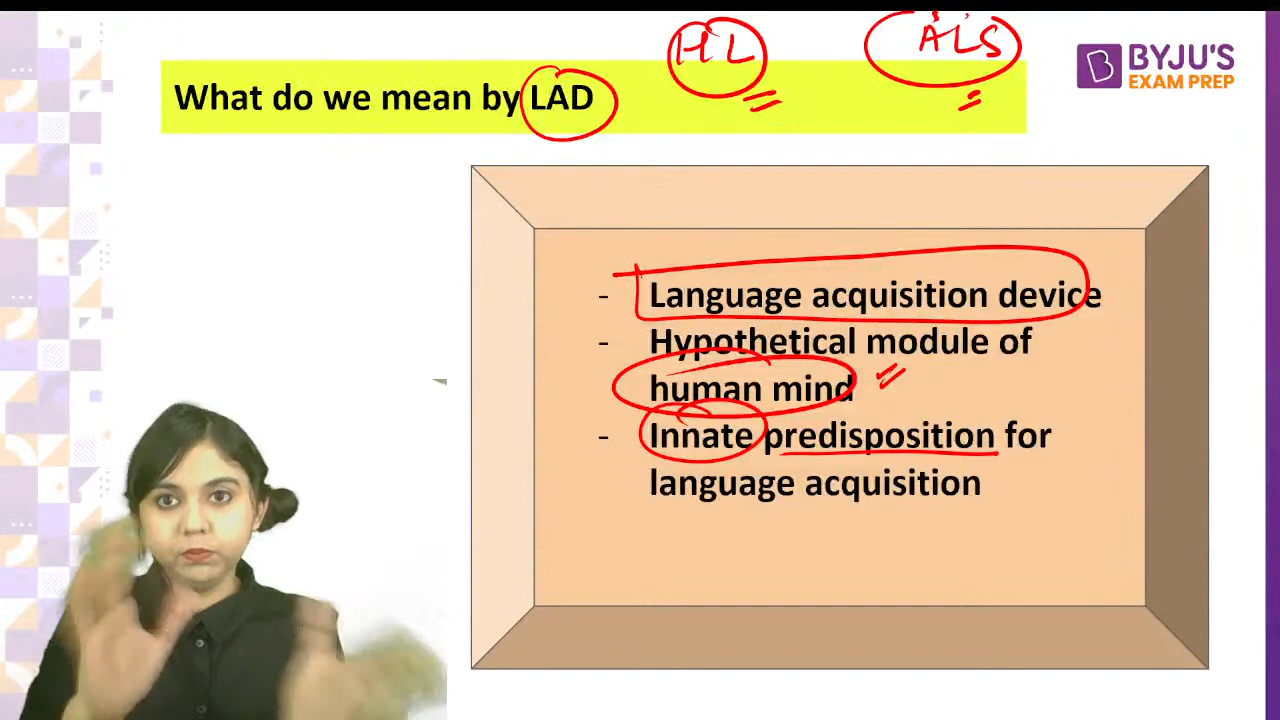 HL
ALS
BYJU'S
EXAM PREP
What do we mean by LAD
- Language acquisition device
- Hypothetical module of
human mind
- Innate predisposition for
language acquisition